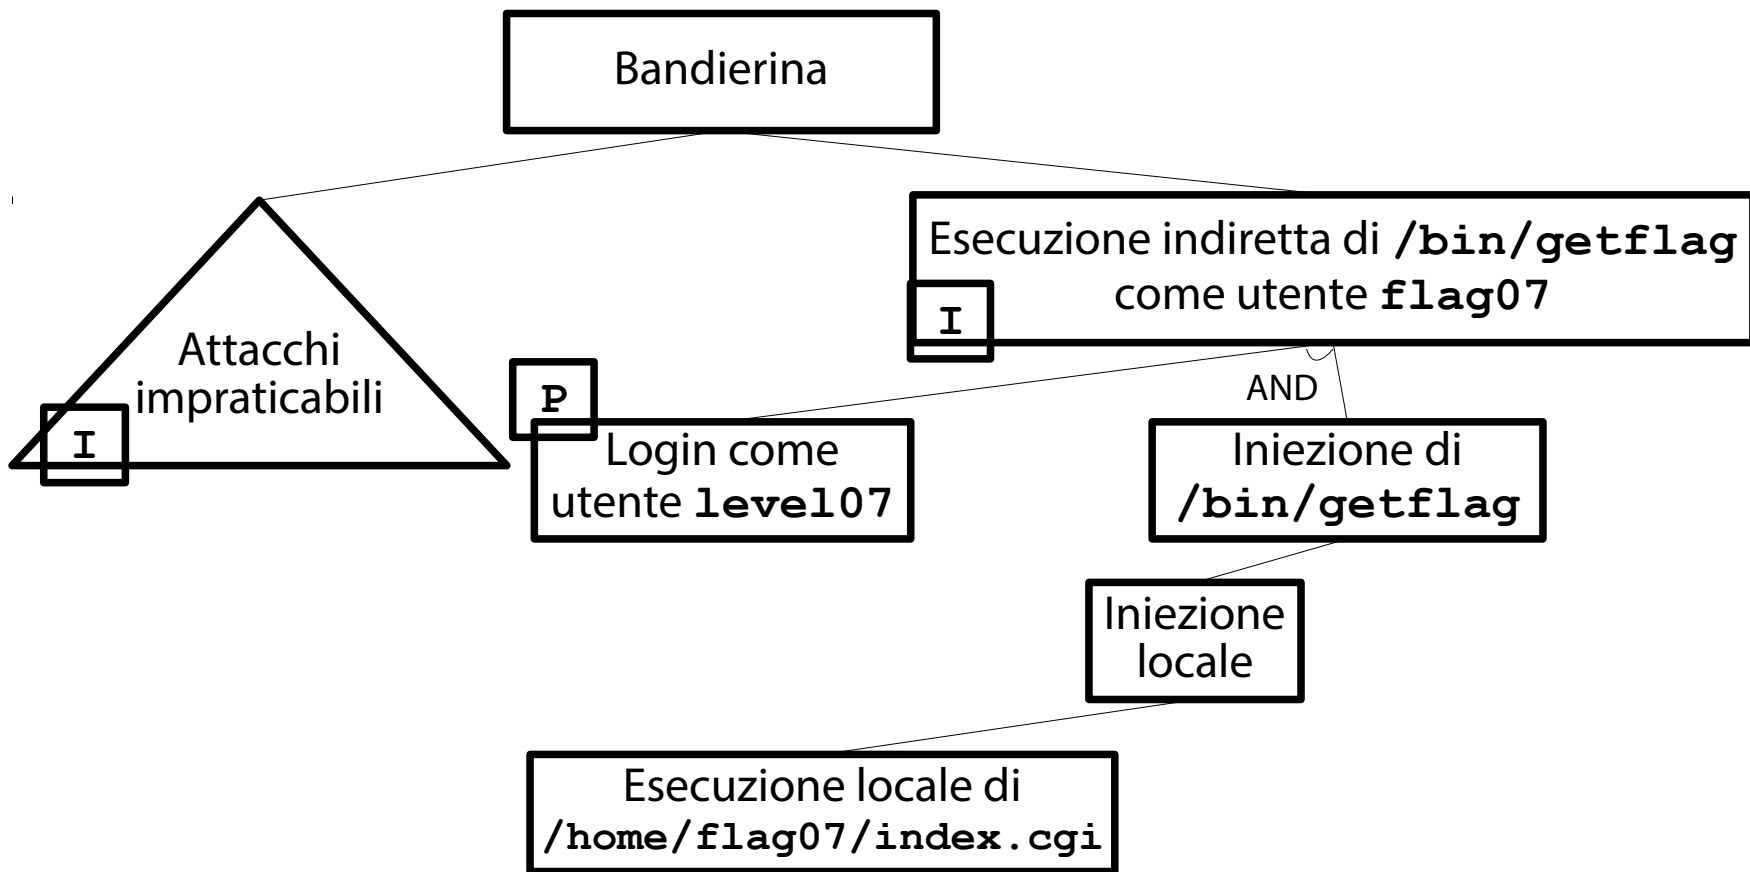 Bandierina
Esecuzione indiretta di /bin/getflag
come utente flag07
I
Attacchi
impraticabili
I
P
AND
Login come
utente level07
Iniezione di
/bin/getflag
Iniezione
locale
Esecuzione locale di
/home/flag07/index.cgi